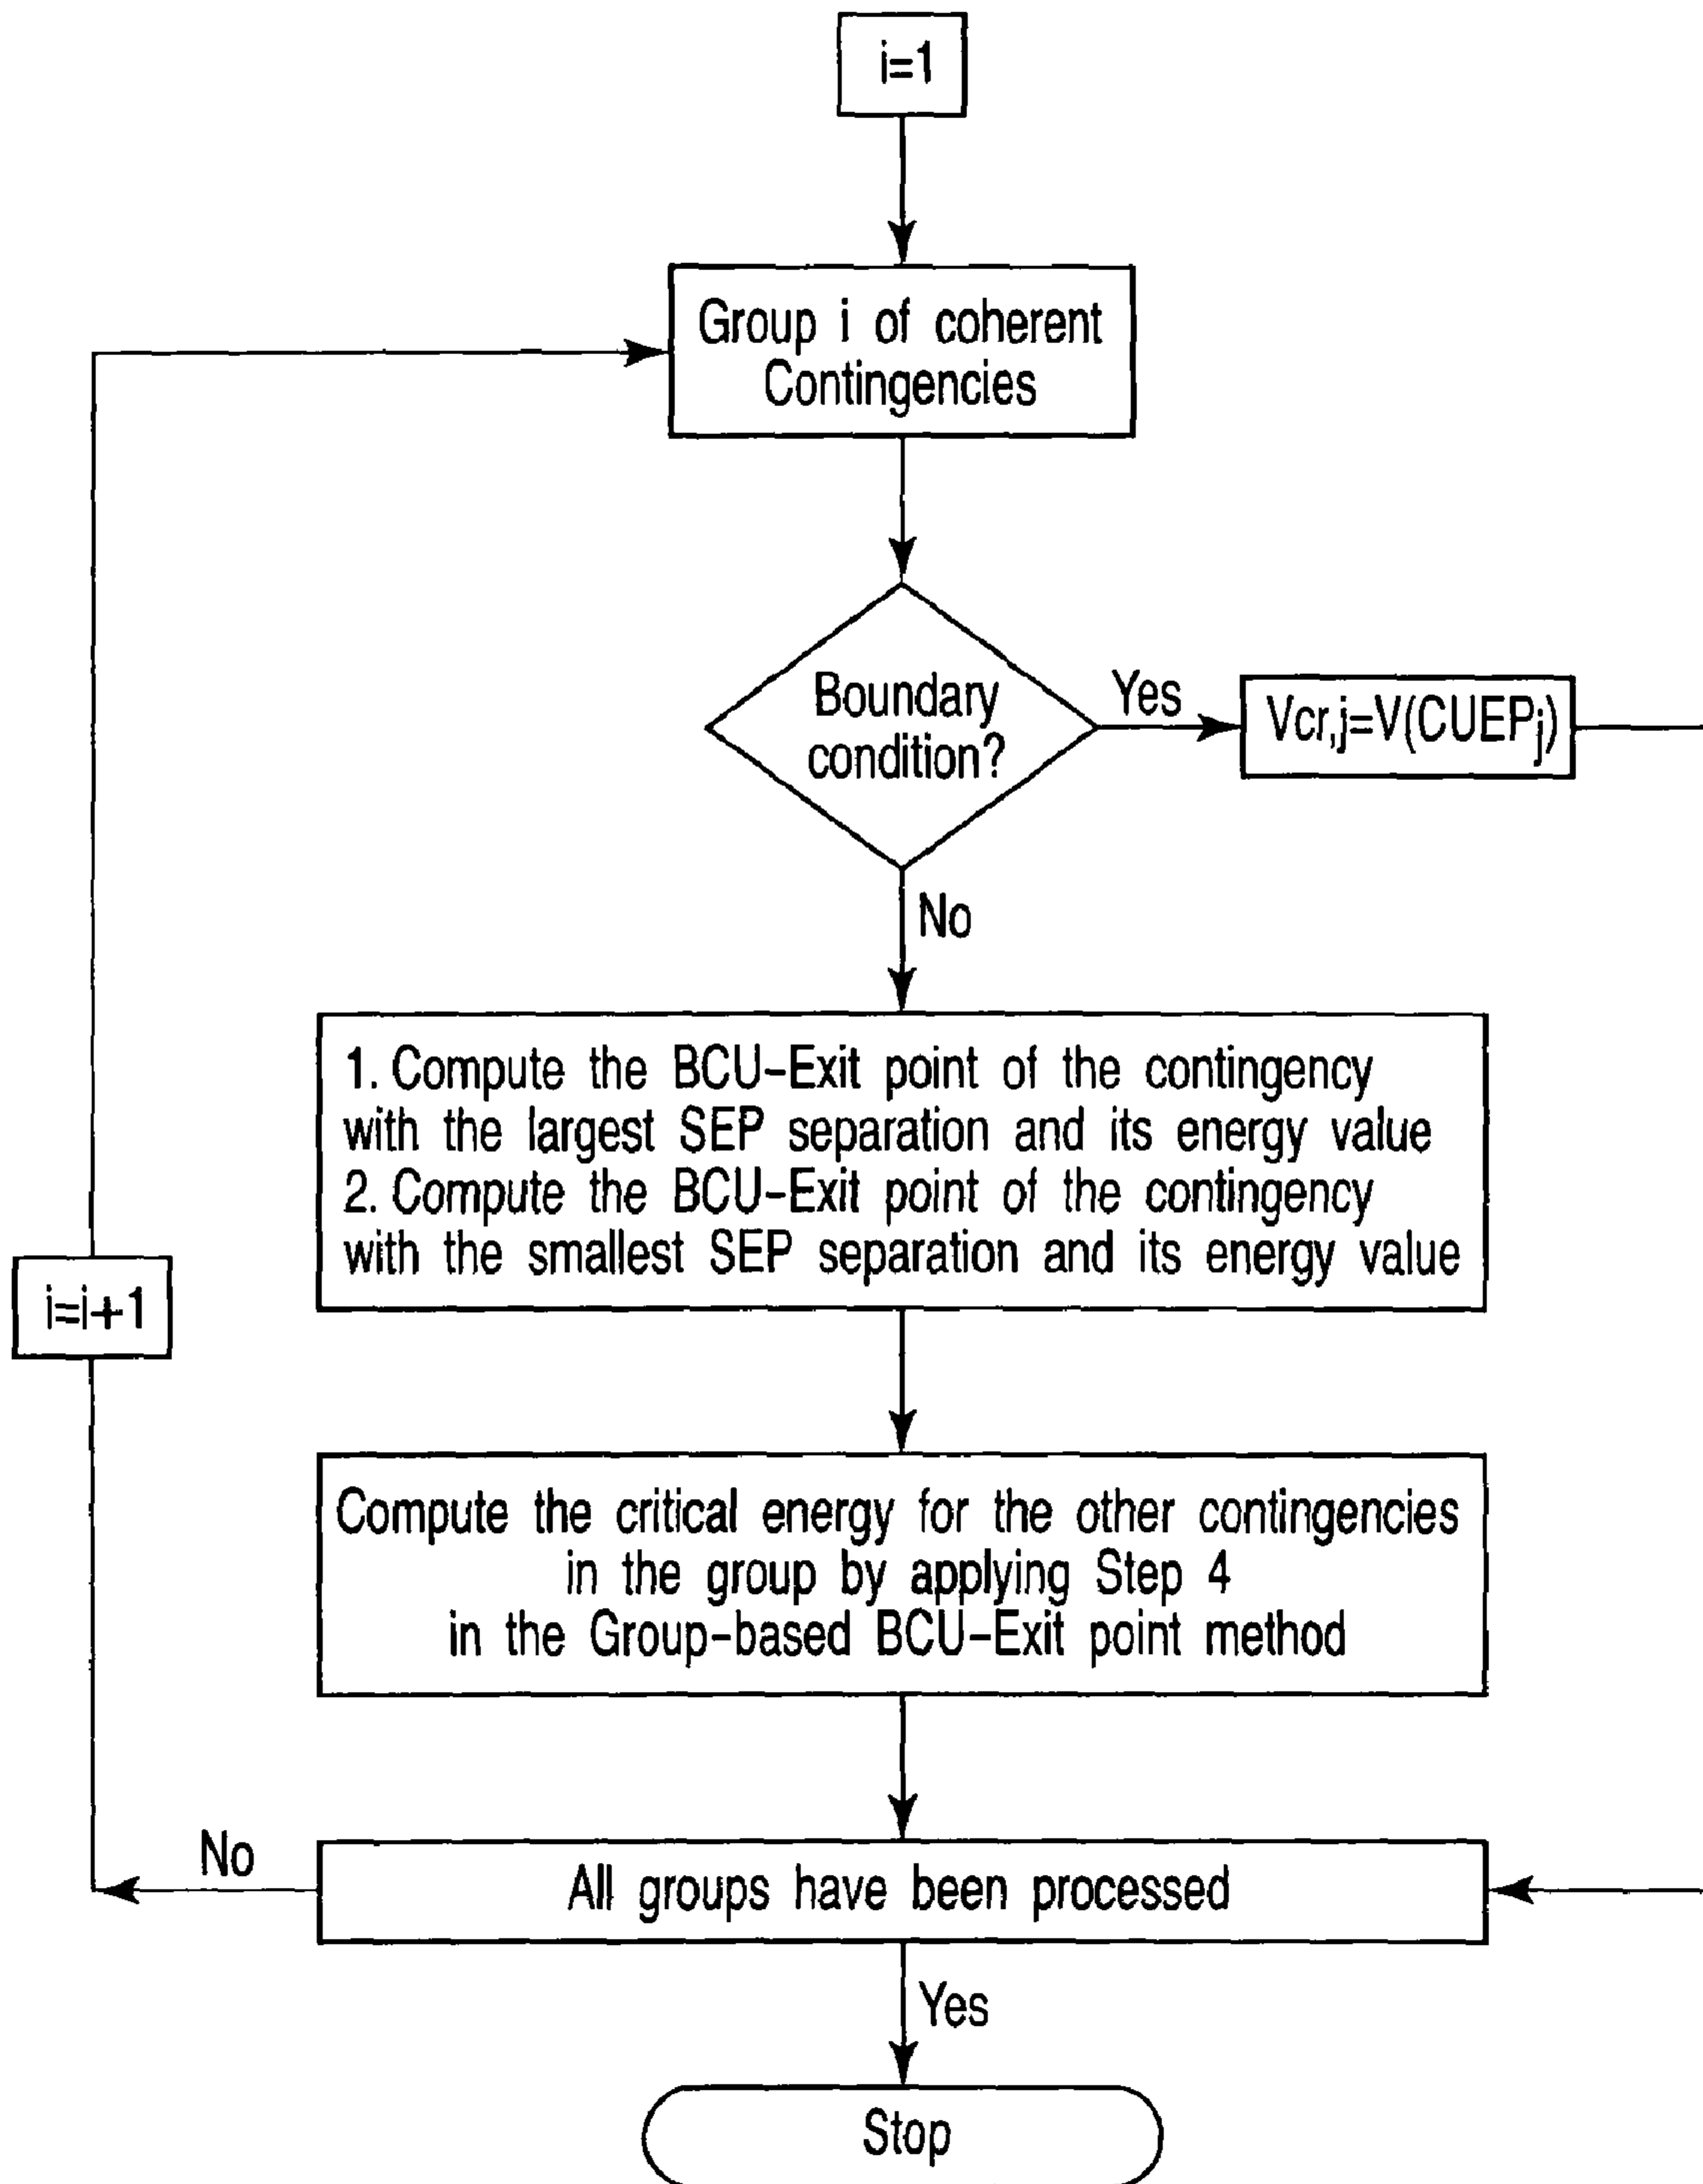 i=1
Group i of coherent
Contingencies
Boundary
condition?
Yes
Vcr,j=V(CUEPj)
No
1. Compute the BCU-Exit point of the contingency
with the largest SEP separation and its energy value
2. Compute the BCU-Exit point of the contingency
with the smallest SEP separation and its energy value
i=i+1
Compute the critical energy for the other contingencies
in the group by applying Step 4
in the Group-based BCU-Exit point method
No
All groups have been processed
Yes
Stop